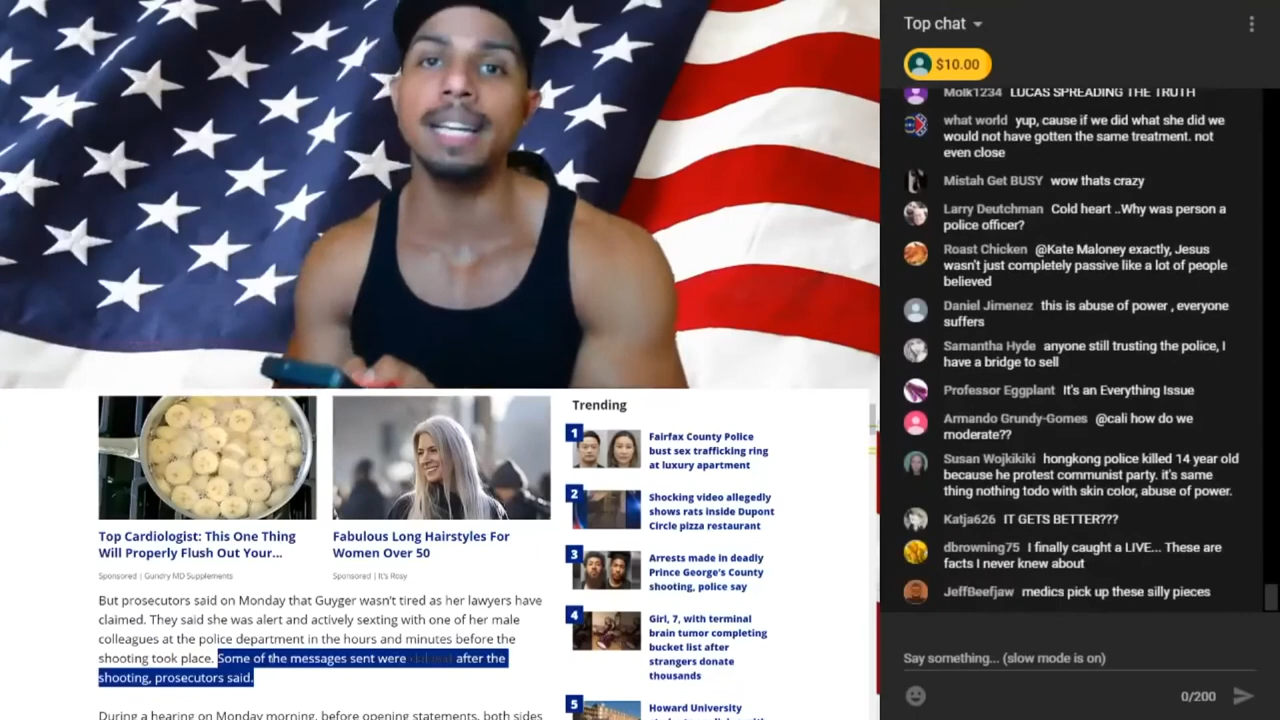 Top chat
$10.00
Molk1234 LUCAS SPREADING THE TRUTH
what world yup, cause if we did what she did we
would not have gotten the same treatment. not
even close
Mistah Get BUSY wow thats crazy
Larry Deutchman Cold heart ..Why was person a
police officer?
Roast Chicken @Kate Maloney exactly, Jesus
wasn't just completely passive like a lot of people
believed
Daniel Jimenez this is abuse of power , everyone
suffers
Samantha Hyde anyone still trusting the police, I
have a bridge to sell
Professor Eggplant It's an Everything Issue
Armando Grundy-Gomes @cali how do we
moderate??
Susan Wojkikiki hongkong police killed 14 year old
because he protest communist party. it's same
thing nothing todo with skin color, abuse of power.
Katja626 IT GETS BETTER???
dbrowning75 I finally caught a LIVE... These are
facts I never knew about
JeffBeefjaw medics pick up these silly pieces
Say something... (slow mode is on)
0/200
Top Cardiologist: This One Thing
Will Properly Flush Out Your...
Sponsored | Gundry MD Supplements
Fabulous Long Hairstyles For
Women Over 50
Sponsored | It's Rosy
But prosecutors said on Monday that Guyger wasn't tired as her lawyers have
claimed. They said she was alert and actively sexting with one of her male
colleagues at the police department in the hours and minutes before the
shooting took place. Some of the messages sent were after the
shooting, prosecutors said.
During a hearing on Monday morning, before opening statements, both sides
Trending
1
Fairfax County Police
bust sex trafficking ring
at luxury apartment
2
Shocking video allegedly
shows rats inside Dupont
Circle pizza restaurant
3
Arrests made in deadly
Prince George's County
shooting, police say
4
Girl, 7, with terminal
brain tumor completing
bucket list after
strangers donate
thousands
5
Howard University